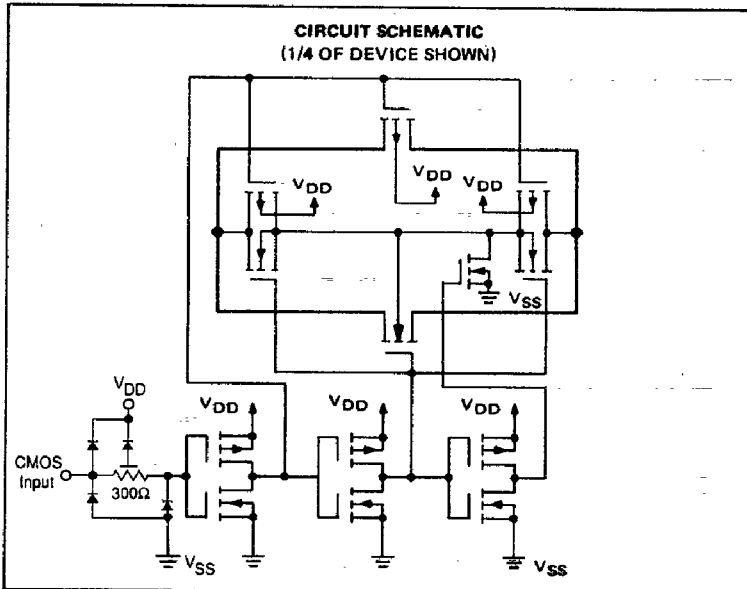 CIRCUIT SCHEMATIC
(1/4 OF DEVICE SHOWN)
VDD
VDD
VDD
VSS
VDD
VDD
VDD
VDD
CMOS
Input
300Ω
VSS
VSS